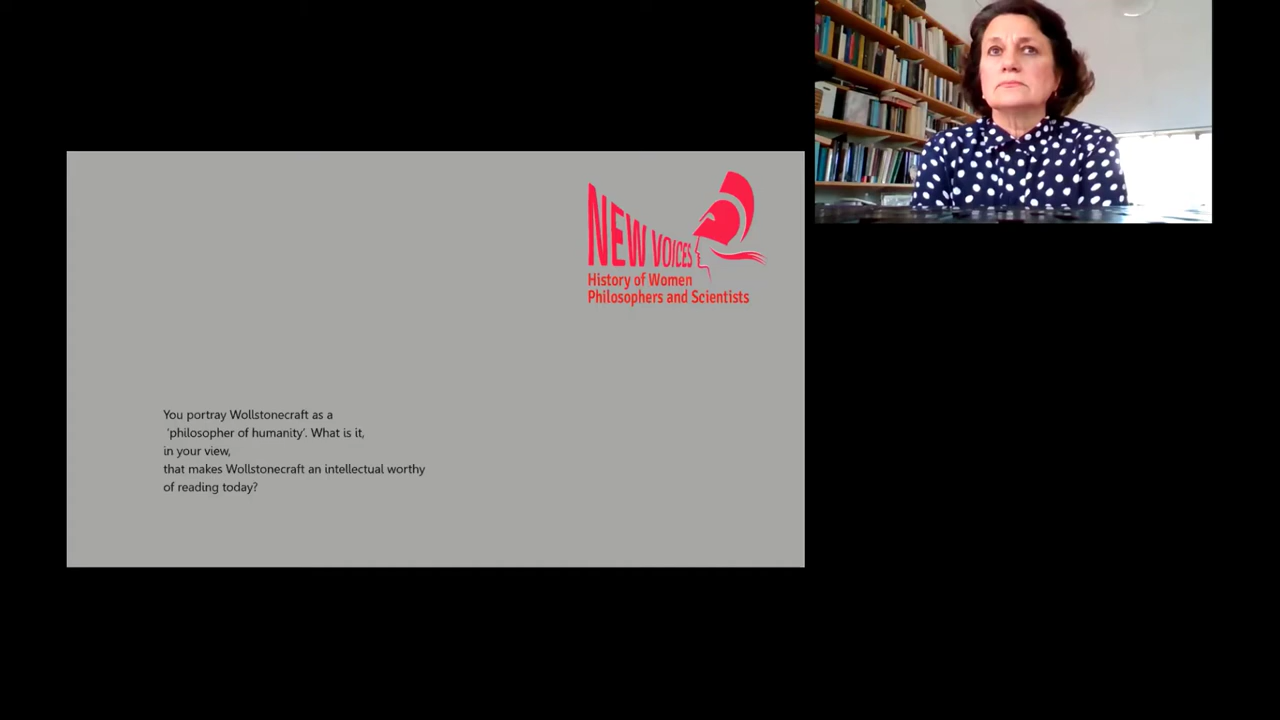 NEW VOICES
History of Women
Philosophers and Scientists
You portray Wollstonecraft as a
'philosopher of humanity'. What is it,
in your view,
that makes Wollstonecraft an intellectual worthy
of reading today?